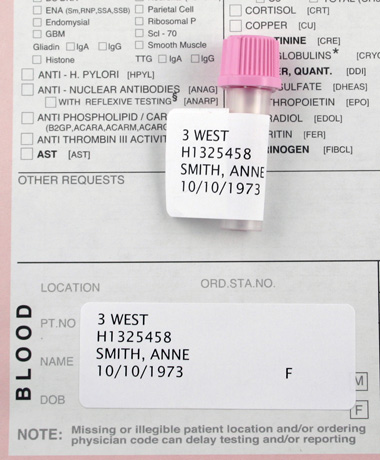 ENA (Sm,RNP,SSA,SSB)
Endomysial
GBM
Gliadin IgA IgG
Histone
Parietal Cell
Ribosomal P
Scl - 70
Smooth Muscle
TTG IgA IgG
ANTI - H. PYLORI [HPYL]
ANTI - NUCLEAR ANTIBODIES [ANAG]
WITH REFLEXIVE TESTING§ [ANARP]
ANTI PHOSPHOLIPID / CAR
(B2GP,ACARA,ACARM,ACARG
ANTI THROMBIN III ACTIVIT
AST [AST]
CORTISOL [CRT]
COPPER [CU]
TININE [CRE]
GLOBULINS* [CRY
ER, QUANT. [DDI]
ULFATE [DHEAS]
THROPOIETIN [EPO]
RADIOL [EDOL]
RITIN [FER]
RINOGEN [FIBCL]
3 WEST
H1325458
SMITH, ANNE
10/10/1973
OTHER REQUESTS
LOCATION ORD.STA.NO.
BLOOD
PT.NO
NAME
DOB
3 WEST
H1325458
SMITH, ANNE
10/10/1973 F
M
F
NOTE: Missing or illegible patient location and/or ordering
physician code can delay testing and/or reporting